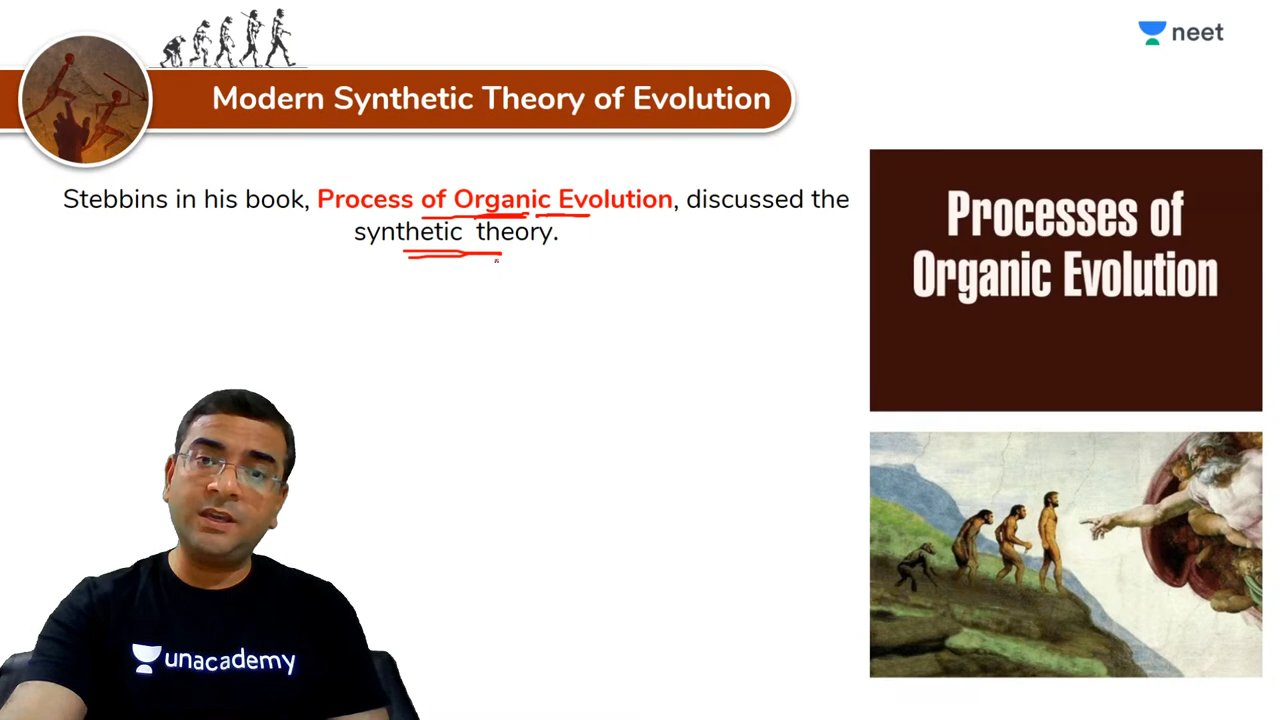 neet
Modern Synthetic Theory of Evolution
Stebbins in his book, Process of Organic Evolution, discussed the
synthetic theory.
Processes of
Organic Evolution
unacademy